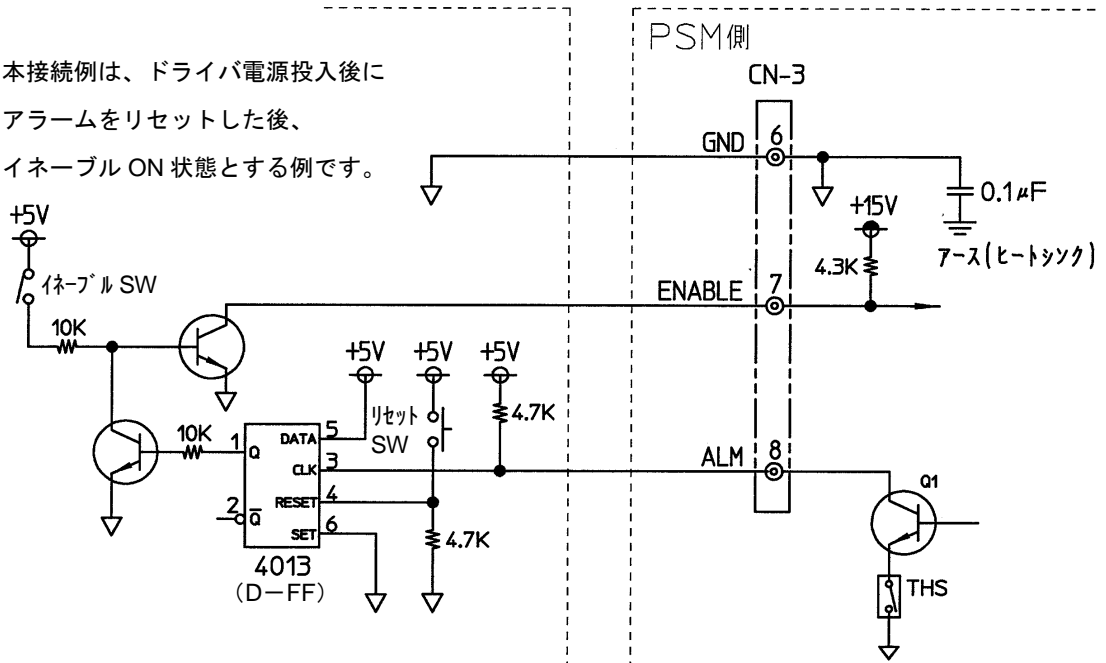 PSM側
本接続例は、ドライバ電源投入後に
アラームをリセットした後、
イネーブル ON 状態とする例です。
CN-3
GND
6
0.1μF
アース(ヒートシンク)
+15V
4.3K
+5V
イネーブル SW
ENABLE
7
10K
+5V
+5V
+5V
リセット
SW
4.7K
10K
1
Q
DATA
5
CLK
3
ALM
8
Q1
RESET
4
2
Q̅
SET
6
4.7K
4013
(D-FF)
THS